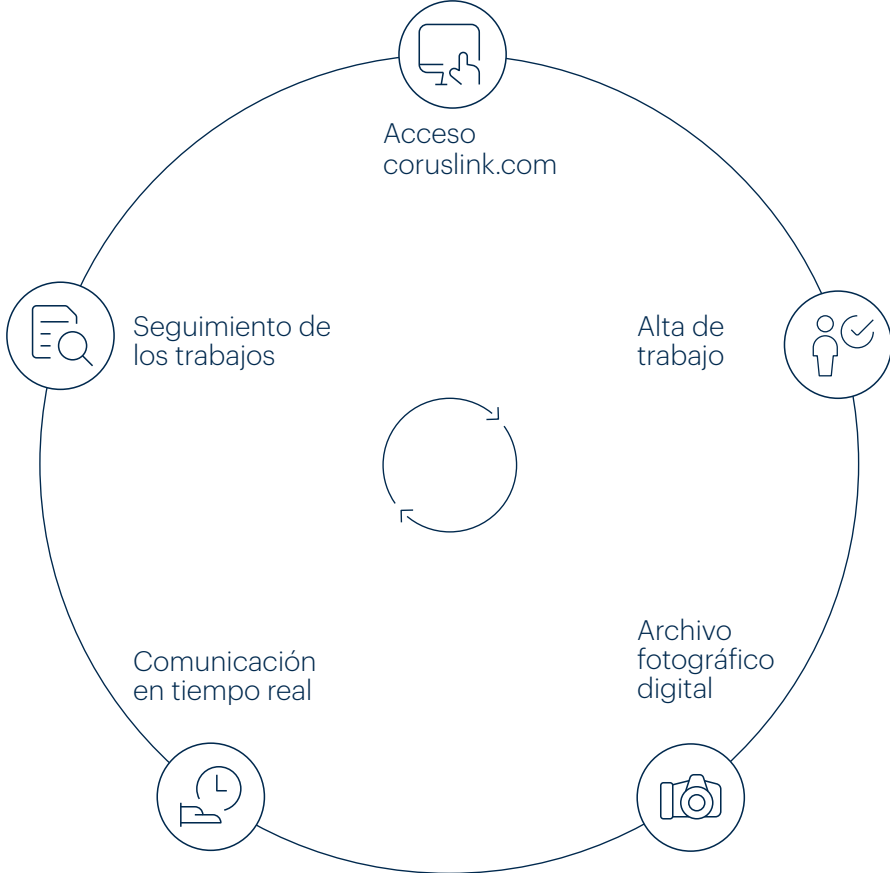 Acceso
coruslink.com
Seguimiento de
los trabajos
Alta de
trabajo
Archivo
fotográfico
digital
Comunicación
en tiempo real